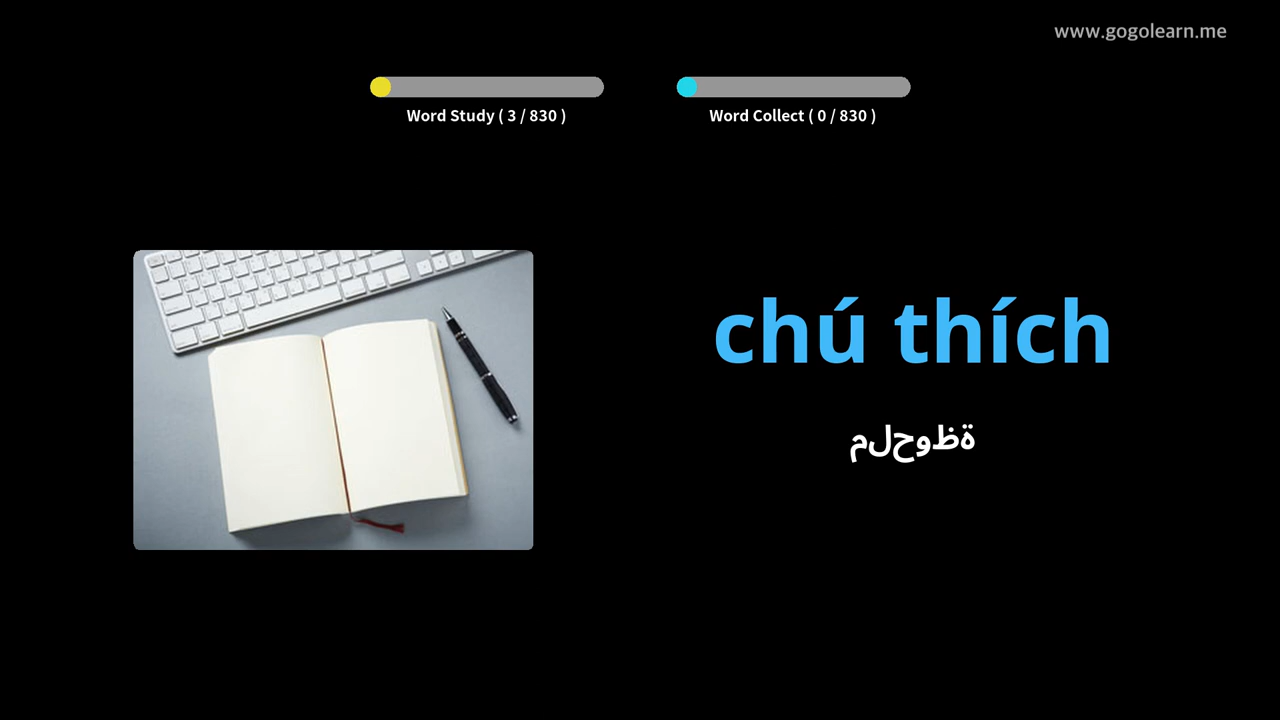 www.gogolearn.me
Word Study ( 3 / 830 )
Word Collect ( 0 / 830 )
chú thích
ملحوظة